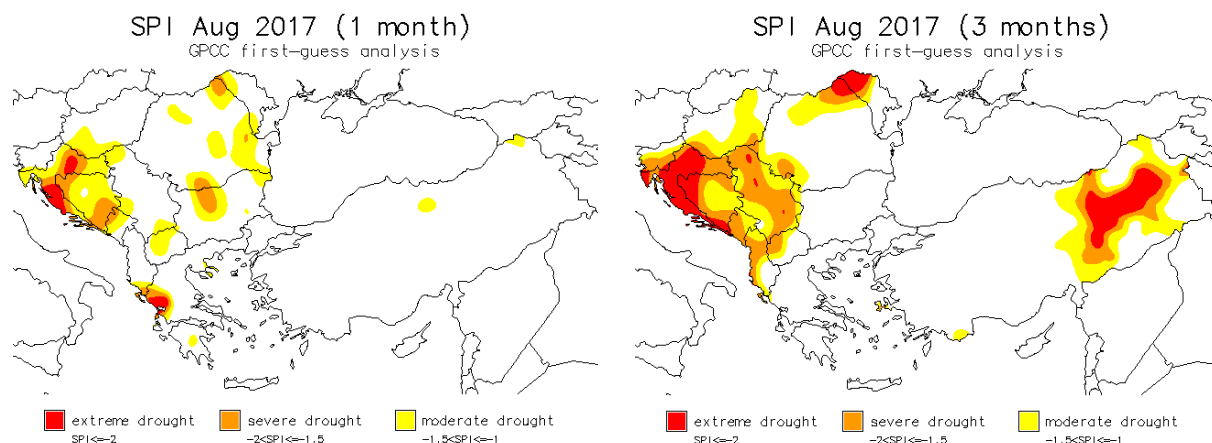 SPI Aug 2017 (1 month)
GPCC first-guess analysis
extreme drought
SPI<=-2
severe drought
-2<SPI<=-1.5
moderate drought
-1.5<SPI<=-1
SPI Aug 2017 (3 months)
GPCC first-guess analysis
extreme drought
SPI<=-2
severe drought
-2<SPI<=-1.5
moderate drought
-1.5<SPI<=-1